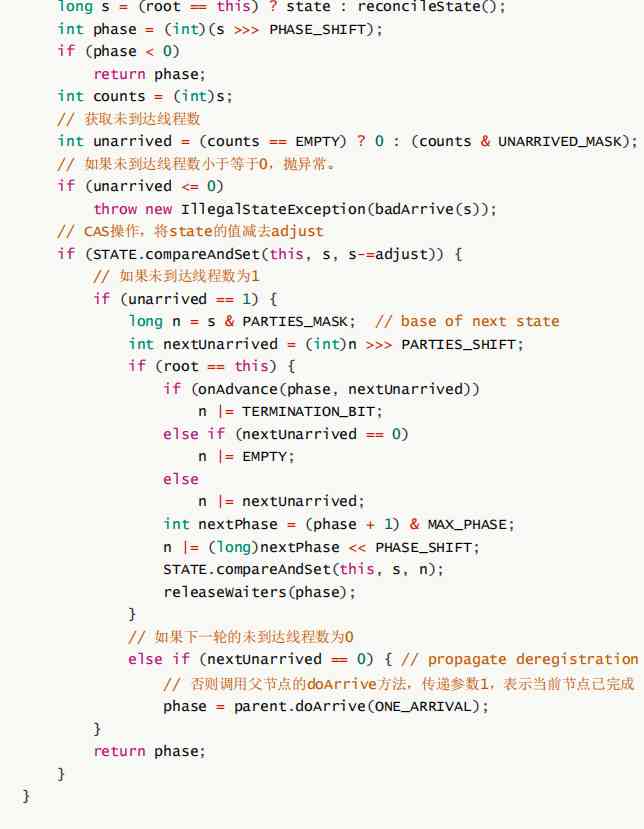 long s = (root == this) ? state : reconcileState();
int phase = (int)(s >>> PHASE_SHIFT);
if (phase < 0)
return phase;
int counts = (int)s;
// 获取未到达线程数
int unarrived = (counts == EMPTY) ? 0 : (counts & UNARRIVED_MASK);
// 如果未到达线程数小于等于0，抛异常。
if (unarrived <= 0)
throw new IllegalStateException(badArrive(s));
// CAS操作，将state的值减去adjust
if (STATE.compareAndSet(this, s, s-=adjust)) {
// 如果未到达线程数为1
if (unarrived == 1) {
long n = s & PARTIES_MASK;  // base of next state
int nextUnarrived = (int)n >>> PARTIES_SHIFT;
if (root == this) {
if (onAdvance(phase, nextUnarrived))
n |= TERMINATION_BIT;
else if (nextUnarrived == 0)
n |= EMPTY;
else
n |= nextUnarrived;
int nextPhase = (phase + 1) & MAX_PHASE;
n |= (long)nextPhase << PHASE_SHIFT;
STATE.compareAndSet(this, s, n);
releaseWaiters(phase);
}
// 如果下一轮的未到达线程数为0
else if (nextUnarrived == 0) { // propagate deregistration
// 否则调用父节点的doArrive方法，传递参数1，表示当前节点已完成
phase = parent.doArrive(ONE_ARRIVAL);
}
return phase;
}
}